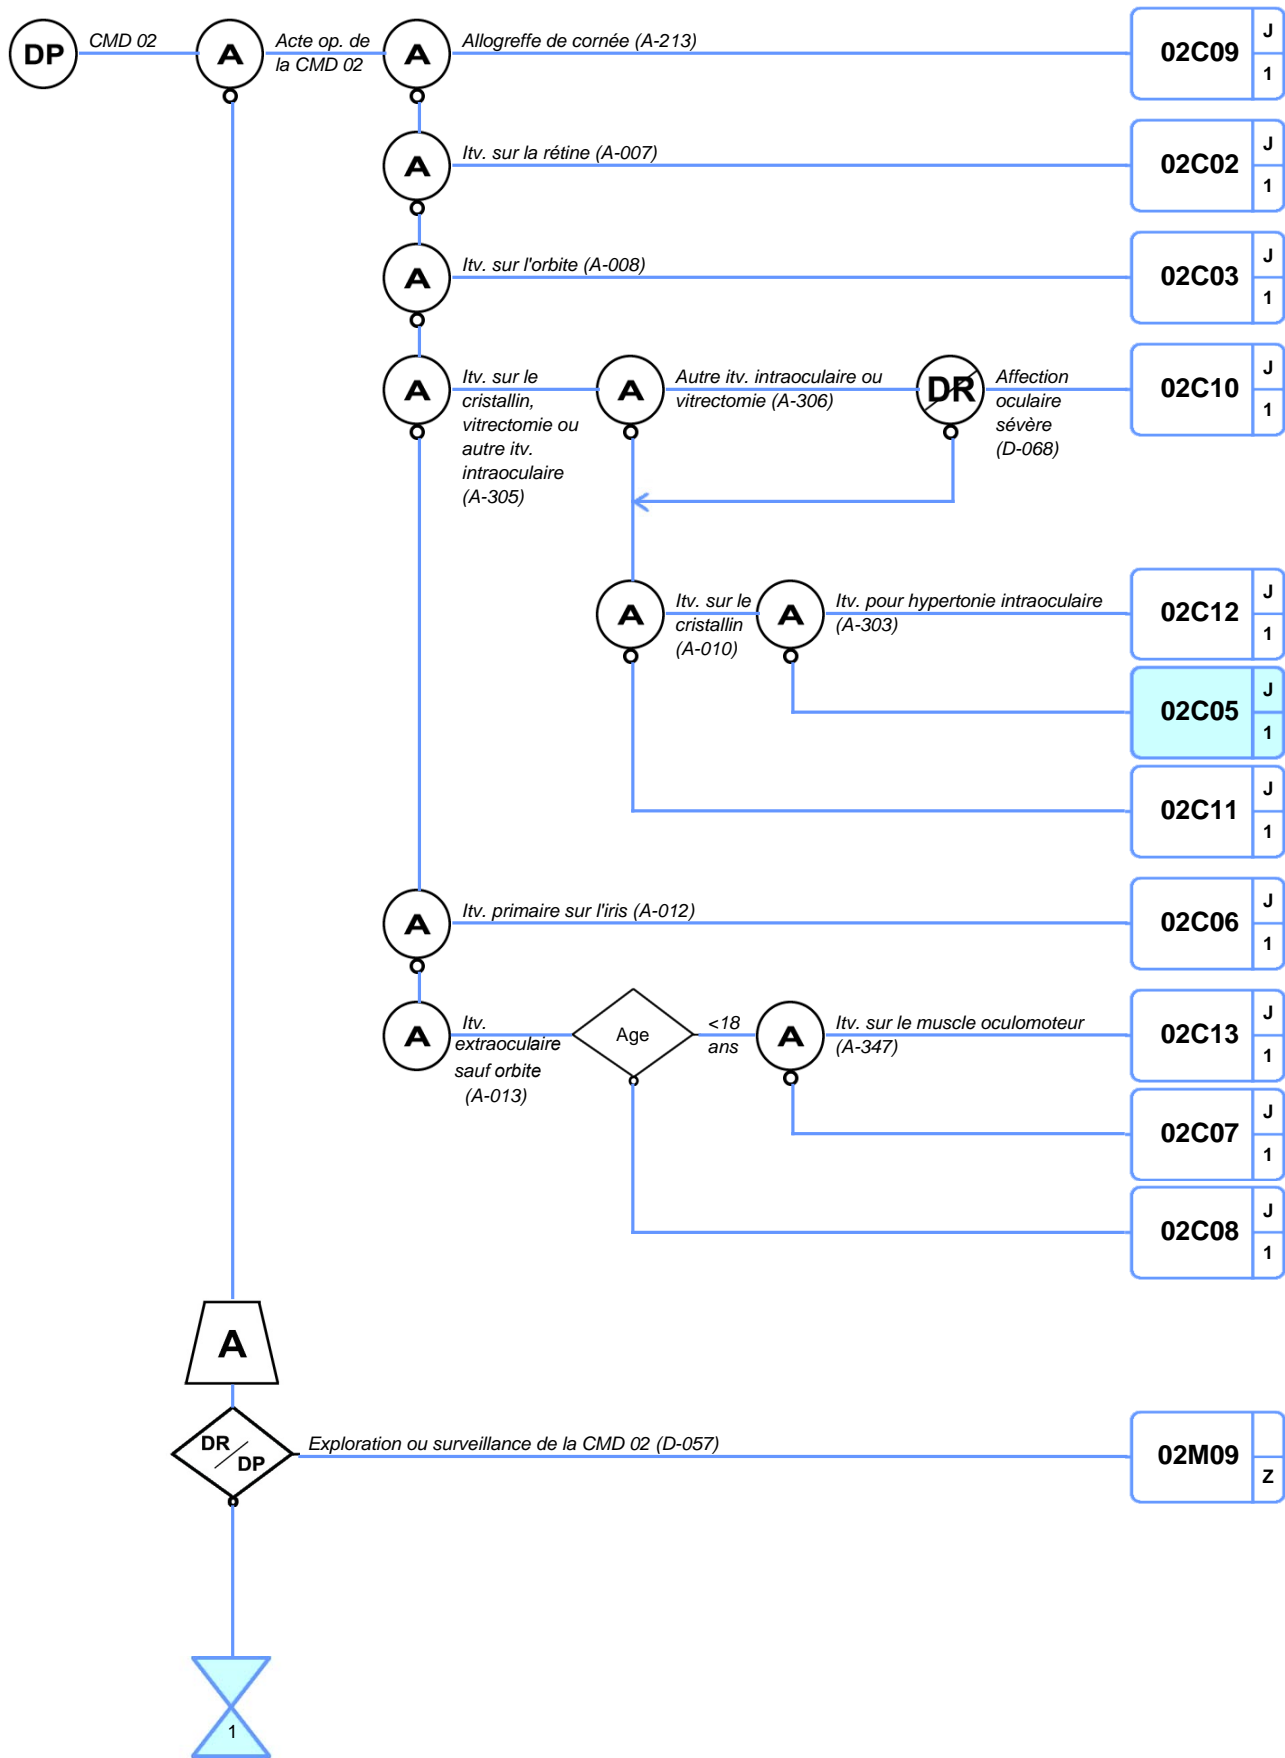 DP
CMD 02
A
Acte op. de
la CMD 02
A
Allogreffe de cornée (A-213)
02C09
J
1
A
Itv. sur la rétine (A-007)
02C02
J
1
A
Itv. sur l'orbite (A-008)
02C03
J
1
A
Itv. sur le
cristallin,
vitrectomie ou
autre itv.
intraoculaire
(A-305)
A
Autre itv. intraoculaire ou
vitrectomie (A-306)
DR
Affection
oculaire
sévère
(D-068)
02C10
J
1
A
Itv. sur le
cristallin
(A-010)
A
Itv. pour hypertonie intraoculaire
(A-303)
02C12
J
1
02C05
J
1
02C11
J
1
A
Itv. primaire sur l'iris (A-012)
02C06
J
1
A
Itv.
extraoculaire
sauf orbite
(A-013)
Age
<18
ans
A
Itv. sur le muscle oculomoteur
(A-347)
02C13
J
1
02C07
J
1
02C08
J
1
A
DR
DP
Exploration ou surveillance de la CMD 02 (D-057)
02M09
Z
1